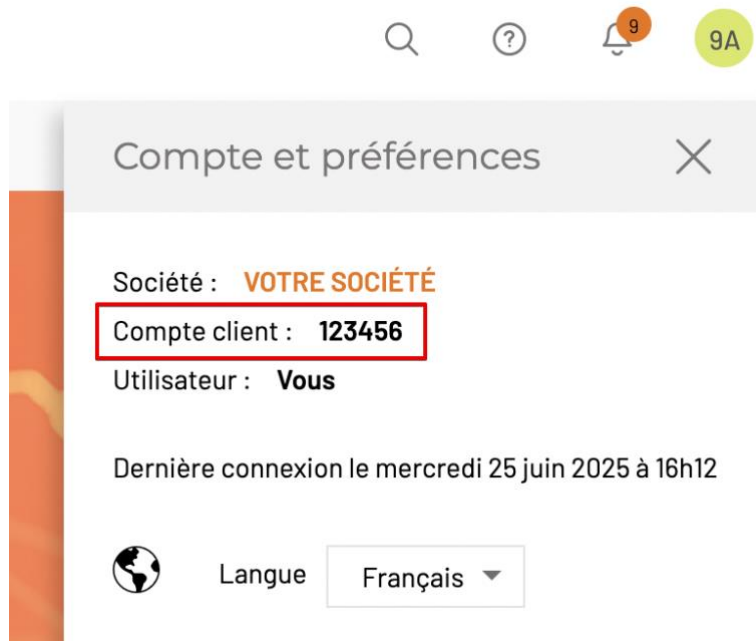 9
9A
Compte et préférences
Société : VOTRE SOCIÉTÉ
Compte client : 123456
Utilisateur : Vous
Dernière connexion le mercredi 25 juin 2025 à 16h12
Langue Français